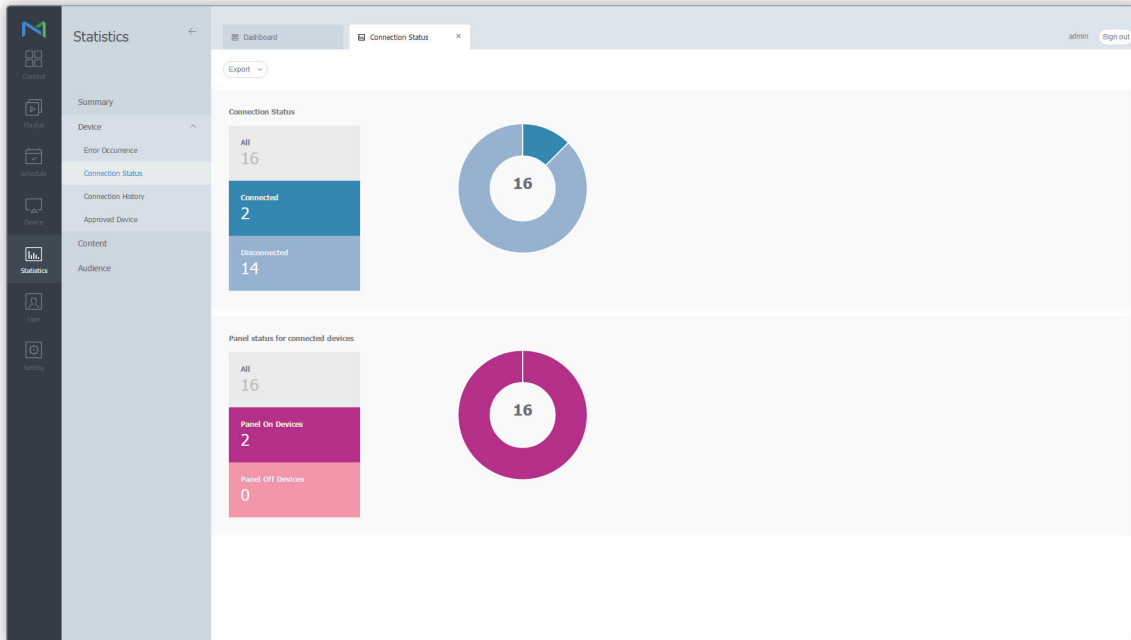 Statistics
←
Dashboard
Connection Status
×
admin
Sign out
Content
Playlist
Schedule
Device
Statistics
User
Setting
Summary
Device
Error Occurrence
Connection Status
Connection History
Approved Device
Content
Audience
Export
Connection Status
All
16
Connected
2
Disconnected
14
16
Panel status for connected devices
All
16
Panel On Devices
2
Panel Off Devices
0
16